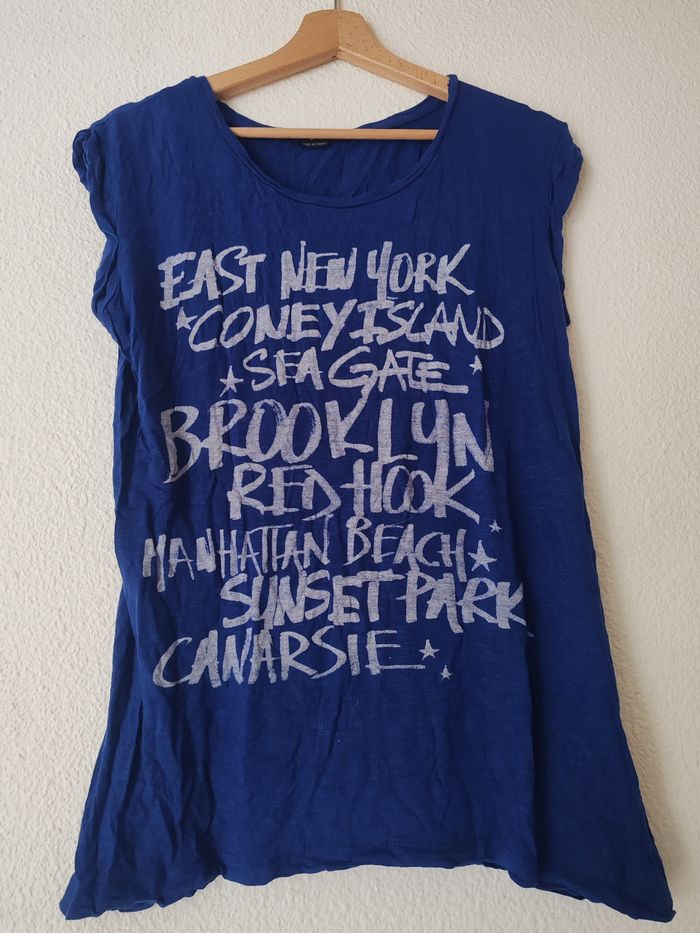 EAST NEW YORK
CONEY ISLAND
SEA GATE
BROOKLYN
RED HOOK
MANHATTAN BEACH
SUNSET PARK
CANARSIE